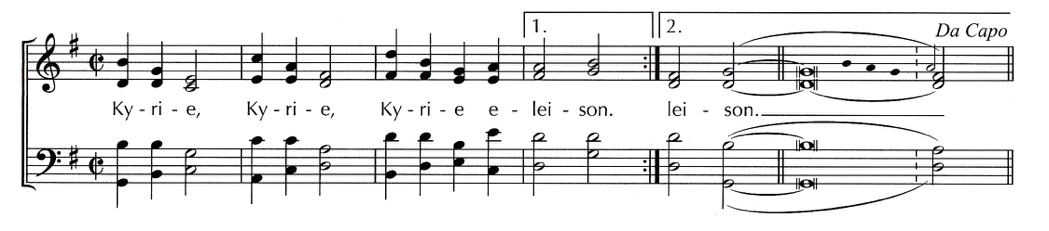 1. 2. Da Capo
Ky - ri - e, Ky - ri - e, Ky - ri - e e - lei - son. lei - son.